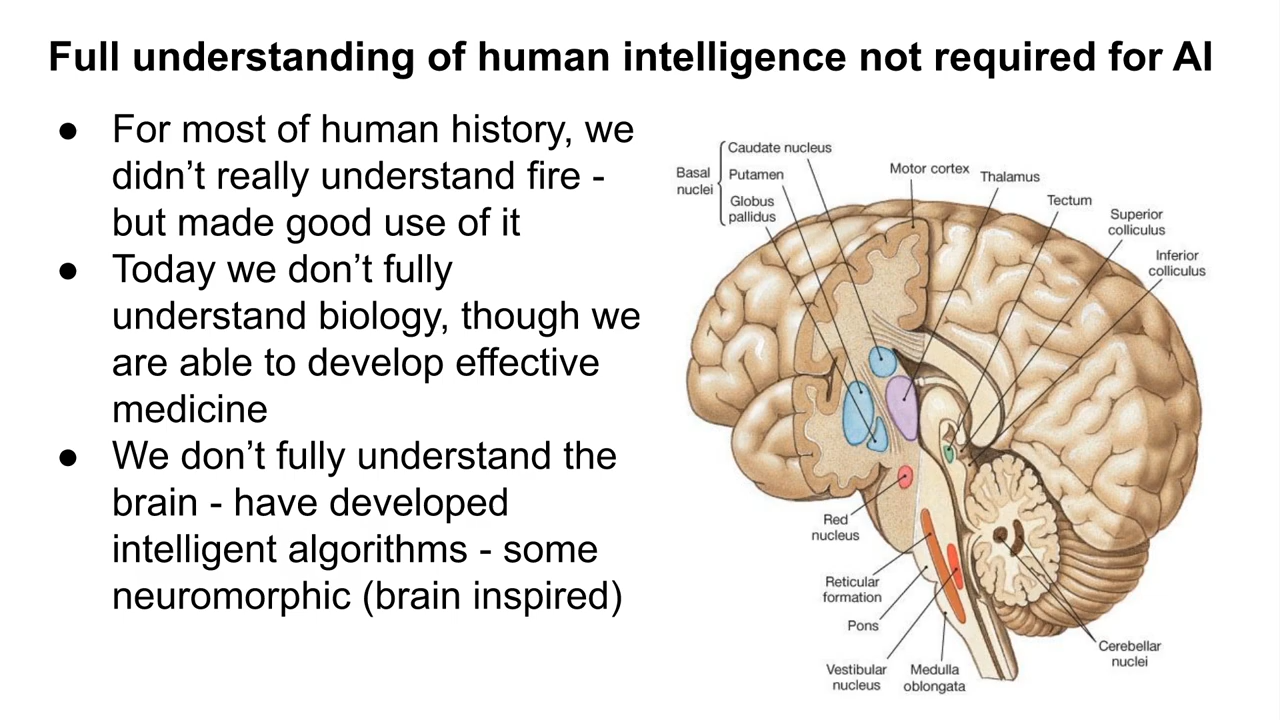 Full understanding of human intelligence not required for AI
● For most of human history, we
didn’t really understand fire -
but made good use of it
● Today we don’t fully
understand biology, though we
are able to develop effective
medicine
● We don’t fully understand the
brain - have developed
intelligent algorithms - some
neuromorphic (brain inspired)
Basal
nuclei
Caudate nucleus
Putamen
Globus
pallidus
Motor cortex
Thalamus
Tectum
Superior
colliculus
Inferior
colliculus
Red
nucleus
Reticular
formation
Pons
Vestibular
nucleus
Medulla
oblongata
Cerebellar
nuclei